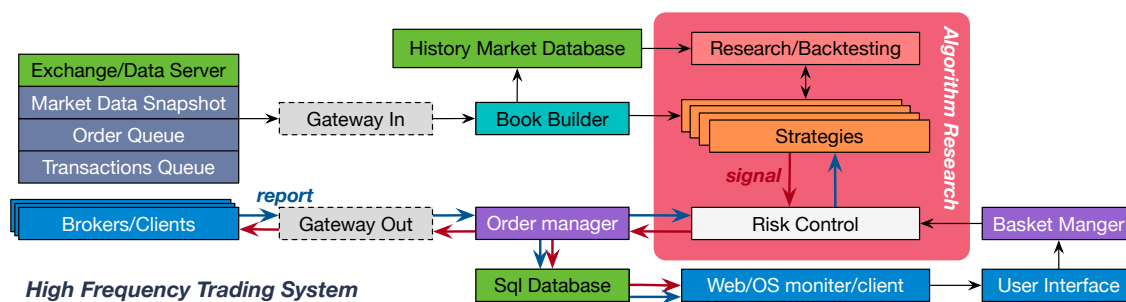 History Market Database
Research/Backtesting
Algorithm Research
Exchange/Data Server
Market Data Snapshot
Order Queue
Transactions Queue
Gateway In
Book Builder
Strategies
signal
report
Brokers/Clients
Gateway Out
Order manager
Risk Control
Basket Manger
High Frequency Trading System
Sql Database
Web/OS moniter/client
User Interface